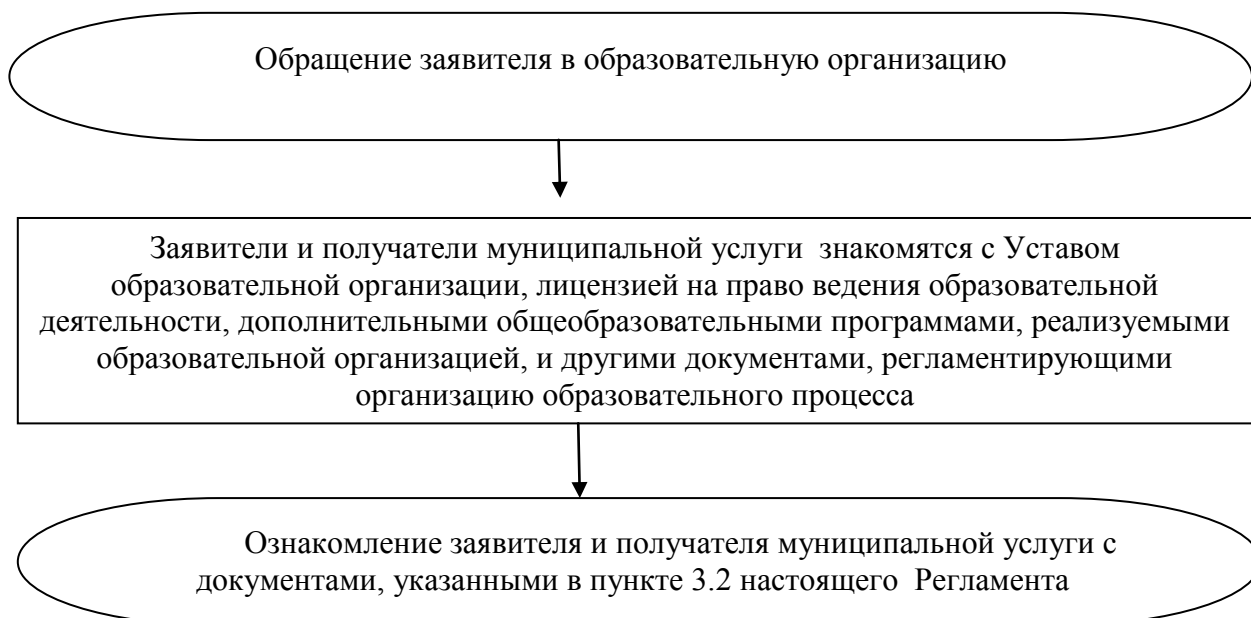 Обращение заявителя в образовательную организацию
Заявители и получатели муниципальной услуги  знакомятся с Уставом
образовательной организации, лицензией на право ведения образовательной
деятельности, дополнительными общеобразовательными программами, реализуемыми
образовательной организацией, и другими документами, регламентирующими
организацию образовательного процесса
Ознакомление заявителя и получателя муниципальной услуги с
документами, указанными в пункте 3.2 настоящего  Регламента